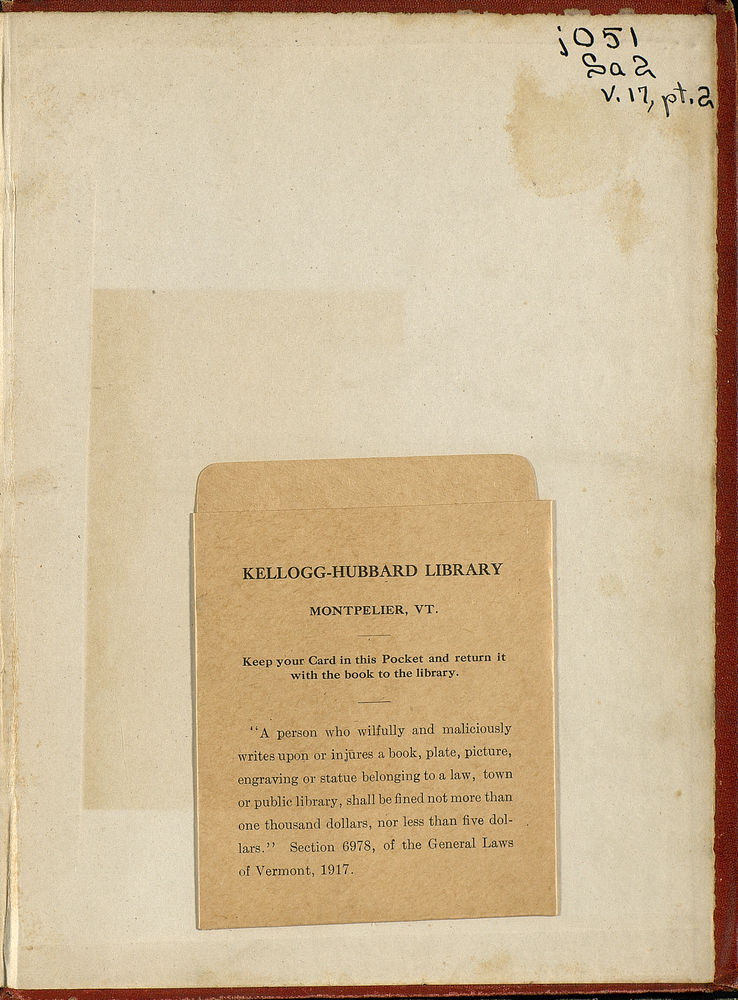 j051
Sa2
v. 17, pt. 2
KELLOGG-HUBBARD LIBRARY
MONTPELIER, VT.
Keep your Card in this Pocket and return it
with the book to the library.
"A person who wilfully and maliciously
writes upon or injures a book, plate, picture,
engraving or statue belonging to a law, town
or public library, shall be fined not more than
one thousand dollars, nor less than five dol-
lars." Section 6978, of the General Laws
of Vermont, 1917.